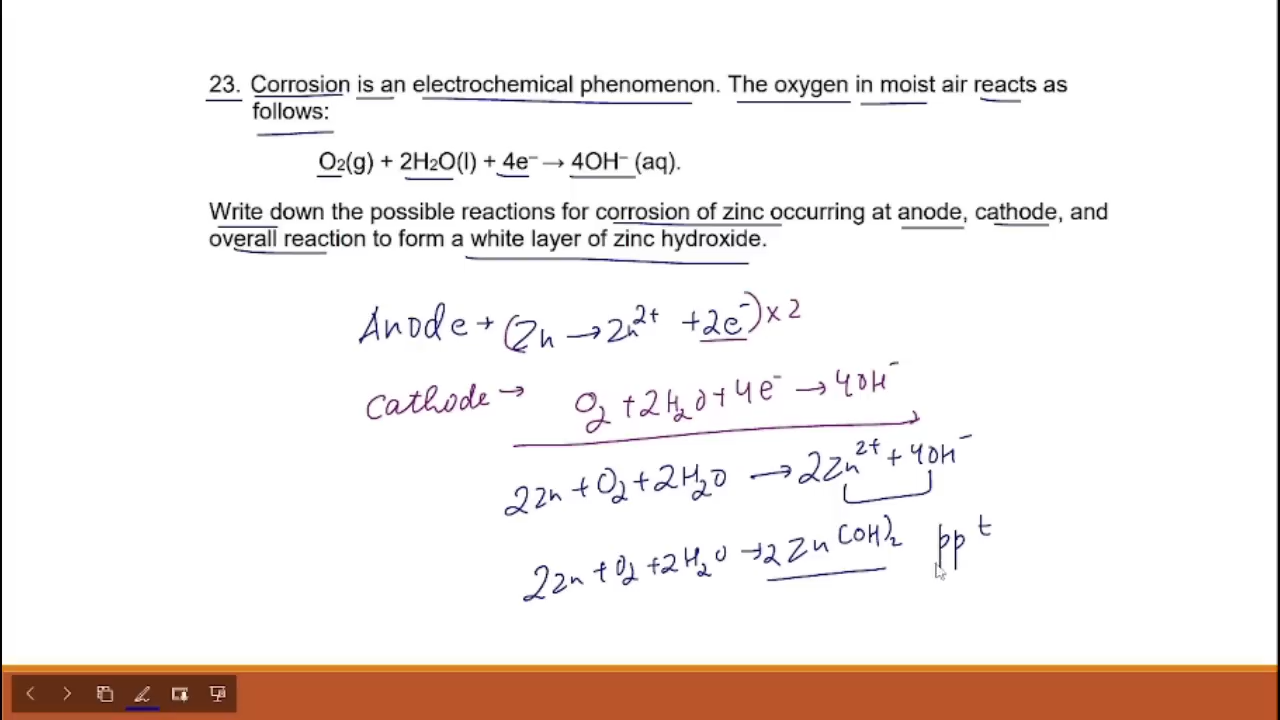 23. Corrosion is an electrochemical phenomenon. The oxygen in moist air reacts as
follows:
O₂(g) + 2H₂O(l) + 4e⁻ → 4OH⁻ (aq).
Write down the possible reactions for corrosion of zinc occurring at anode, cathode, and
overall reaction to form a white layer of zinc hydroxide.
Anode → (Zn → Zn²⁺ + 2e⁻) × 2
Cathode → O₂ + 2H₂O + 4e⁻ → 4OH⁻
2Zn + O₂ + 2H₂O → 2Zn²⁺ + 4OH⁻
2Zn + O₂ + 2H₂O → 2Zn(OH)₂ ppt